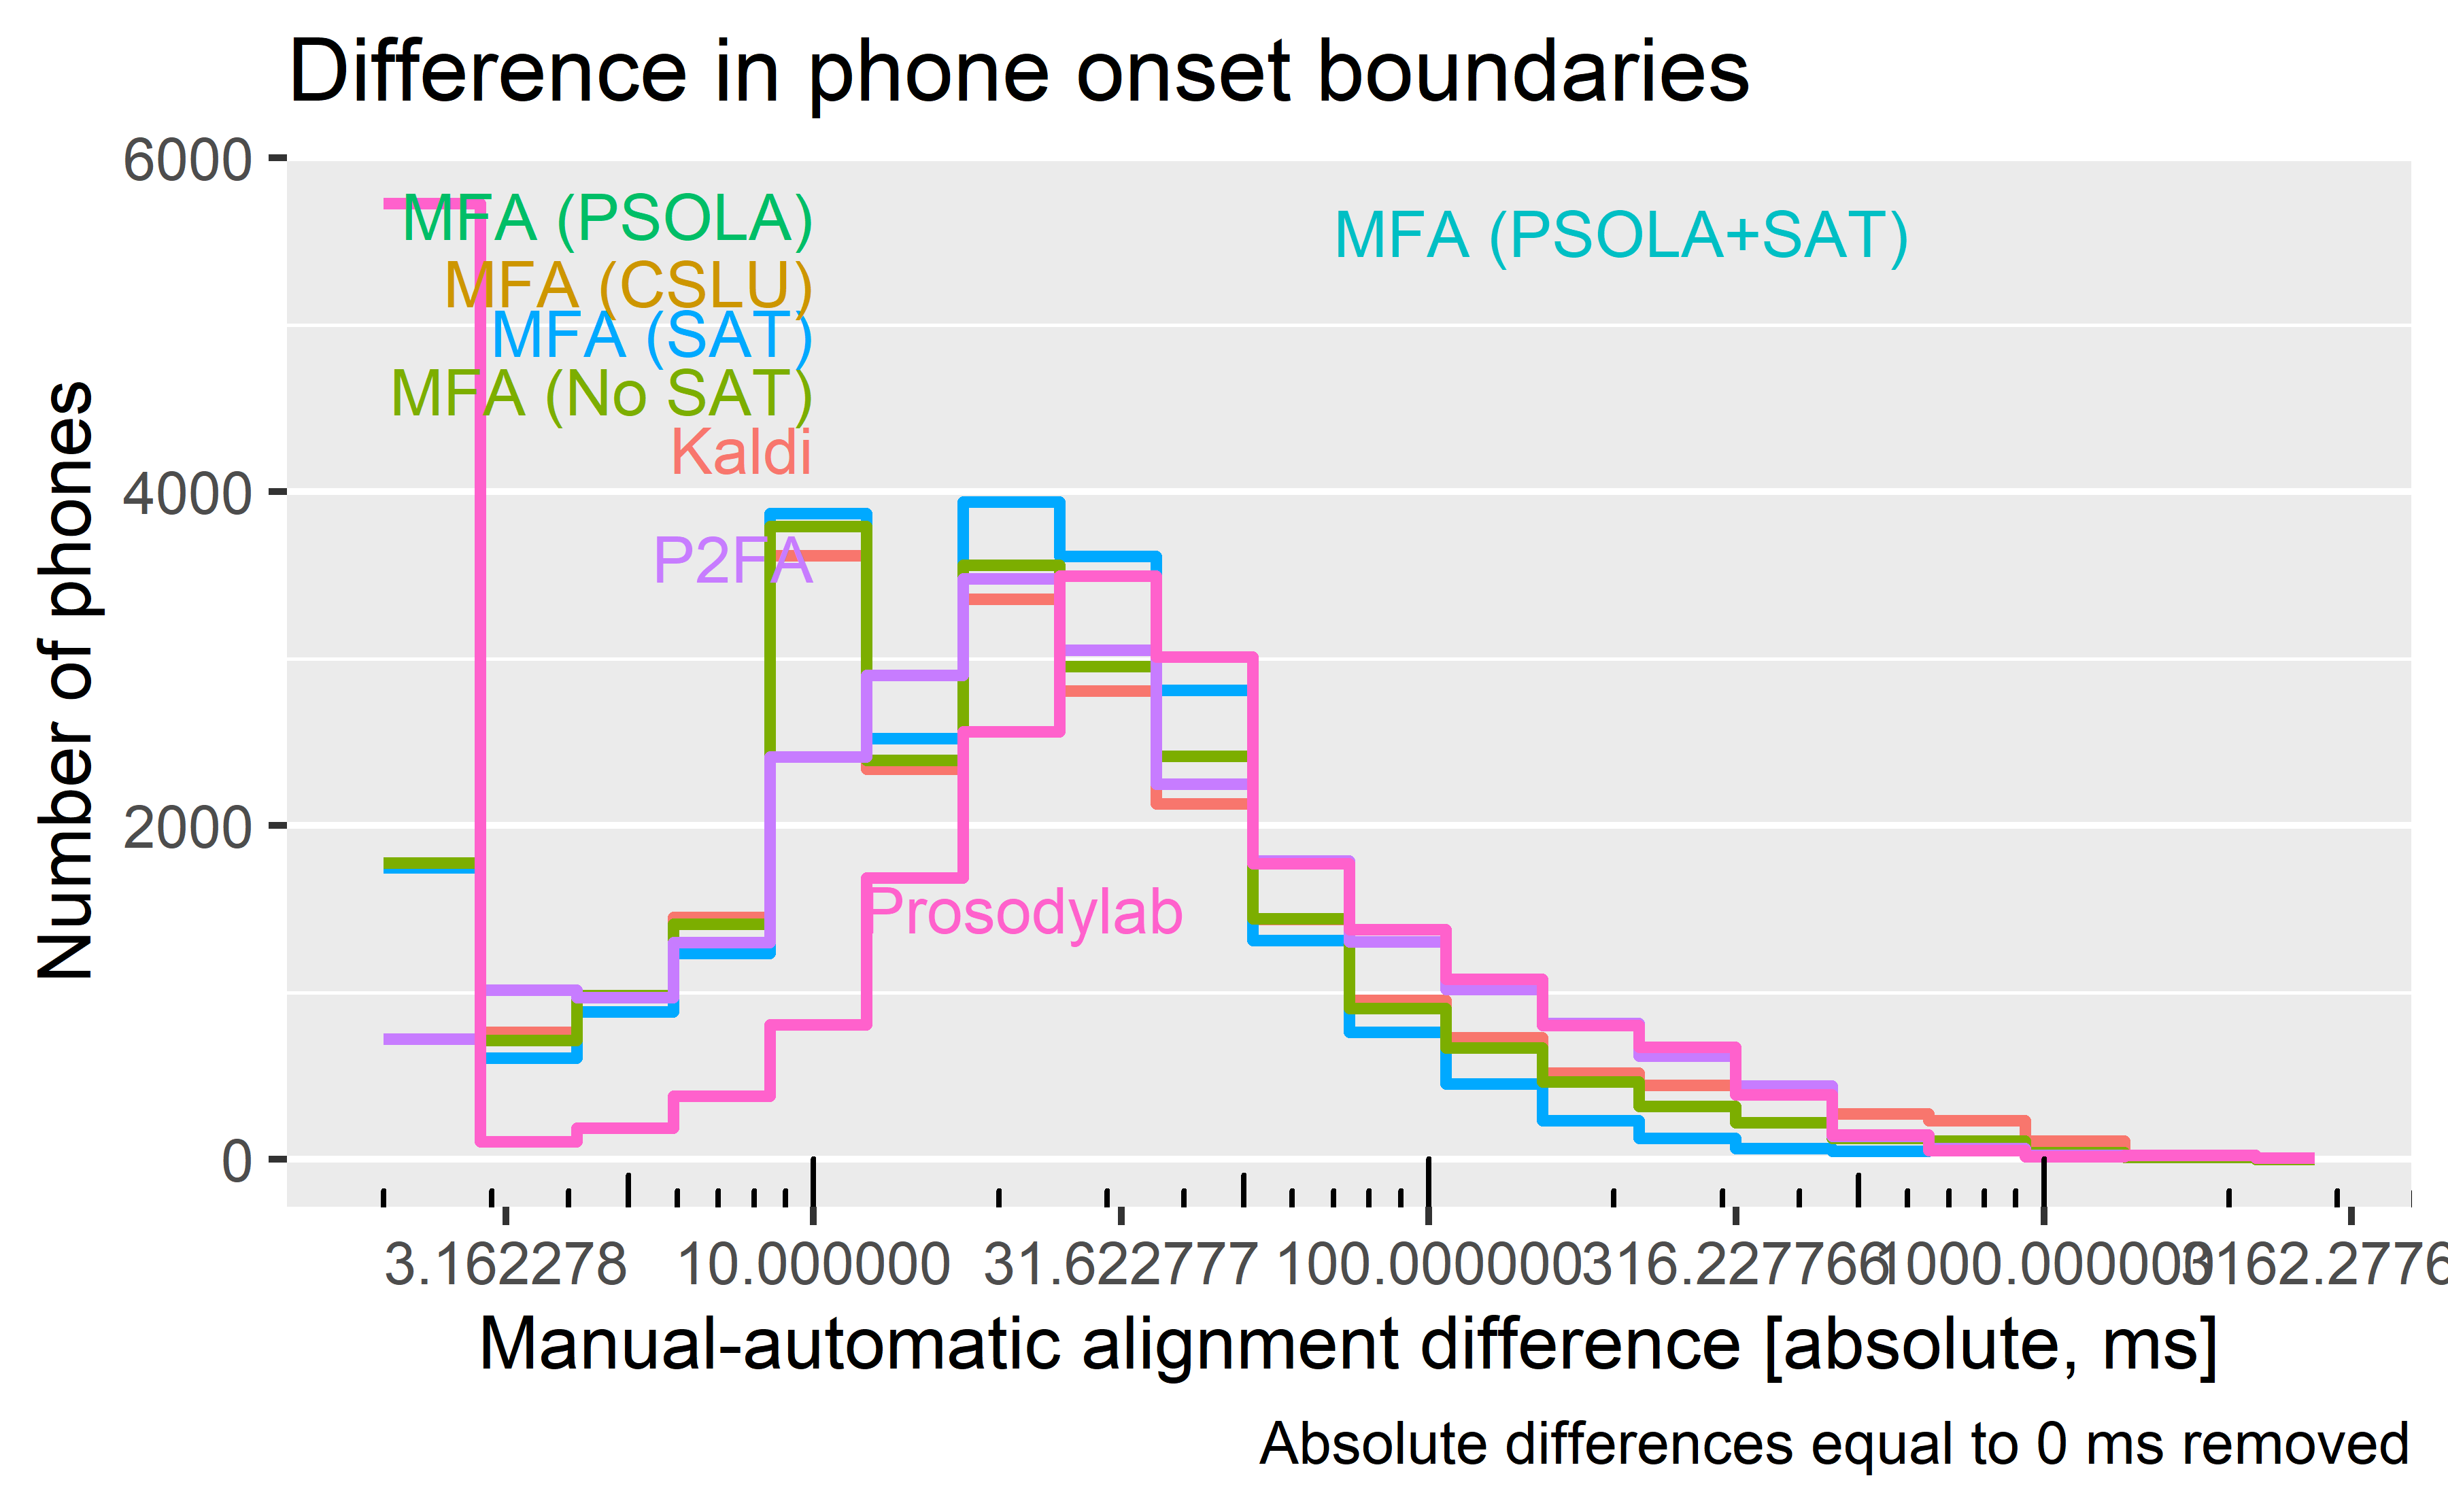 Difference in phone onset boundaries
6000
4000
2000
0
Number of phones
MFA (PSOLA)
MFA (PSOLA+SAT)
MFA (CSLU)
MFA (SAT)
MFA (No SAT)
Kaldi
P2FA
Prosodylab
3.162278
10.000000
31.622777
100.000000
316.227766
1000.000000
3162.2776
Manual-automatic alignment difference [absolute, ms]
Absolute differences equal to 0 ms removed